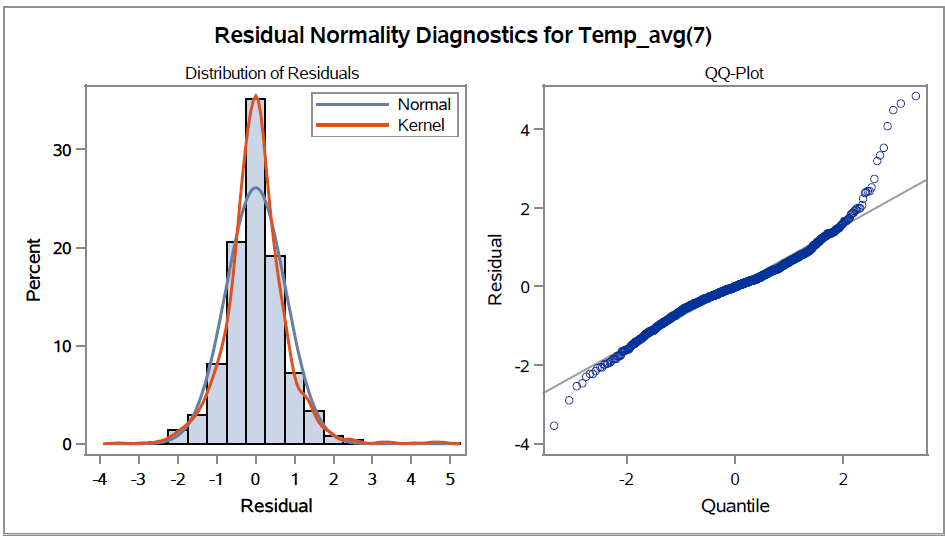 Residual Normality Diagnostics for Temp_avg(7)
Distribution of Residuals
Normal
Kernel
30
20
10
0
Percent
-4 -3 -2 -1 0 1 2 3 4 5
Residual
QQ-Plot
4
2
0
-2
-4
Residual
-2 0 2
Quantile